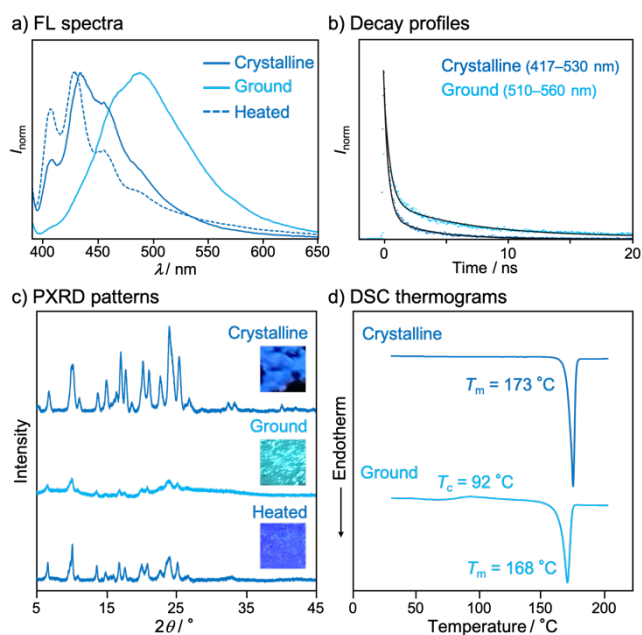 a) FL spectra
Crystalline
Ground
Heated
I norm
400 450 500 550 600 650
λ / nm
b) Decay profiles
Crystalline (417–530 nm)
Ground (510–560 nm)
I norm
0 10 20
Time / ns
c) PXRD patterns
Crystalline
Ground
Heated
Intensity
5 15 25 35 45
2θ / °
d) DSC thermograms
Crystalline
Tm = 173 °C
Ground
Tc = 92 °C
Tm = 168 °C
Endotherm
0 50 100 150 200
Temperature / °C